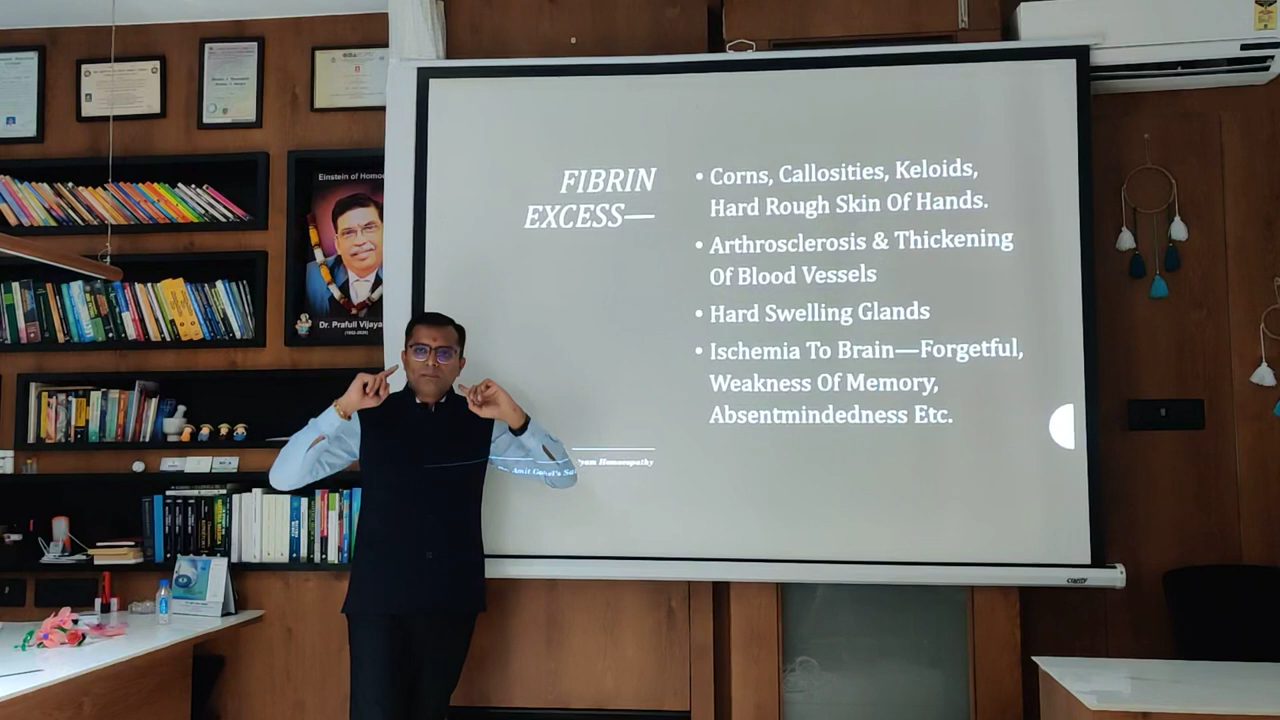 FIBRIN
EXCESS—
• Corns, Callosities, Keloids,
Hard Rough Skin Of Hands.
• Arthrosclerosis & Thickening
Of Blood Vessels
• Hard Swelling Glands
• Ischemia To Brain—Forgetful,
Weakness Of Memory,
Absentmindedness Etc.
Homoeopathy
Einstein of Homo
Dr. Prafull Vijaya